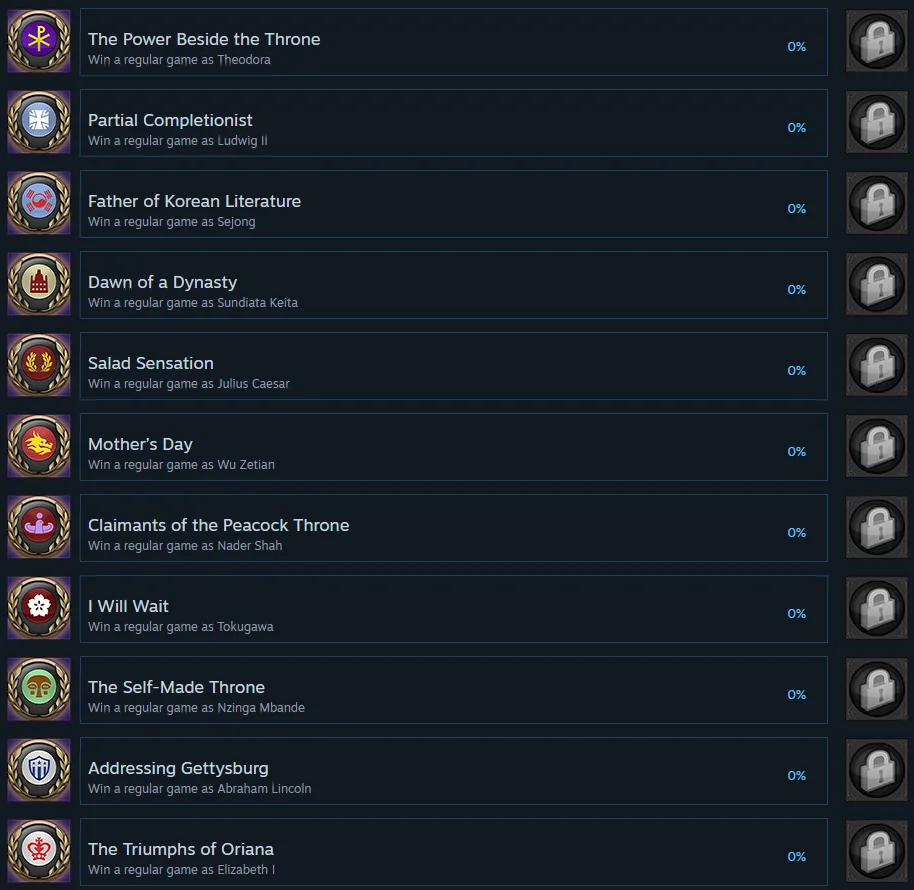 The Power Beside the Throne
Win a regular game as Theodora
0%
Partial Completionist
Win a regular game as Ludwig II
0%
Father of Korean Literature
Win a regular game as Sejong
0%
Dawn of a Dynasty
Win a regular game as Sundiata Keita
0%
Salad Sensation
Win a regular game as Julius Caesar
0%
Mother's Day
Win a regular game as Wu Zetian
0%
Claimants of the Peacock Throne
Win a regular game as Nader Shah
0%
I Will Wait
Win a regular game as Tokugawa
0%
The Self-Made Throne
Win a regular game as Nzinga Mbande
0%
Addressing Gettysburg
Win a regular game as Abraham Lincoln
0%
The Triumphs of Oriana
Win a regular game as Elizabeth I
0%